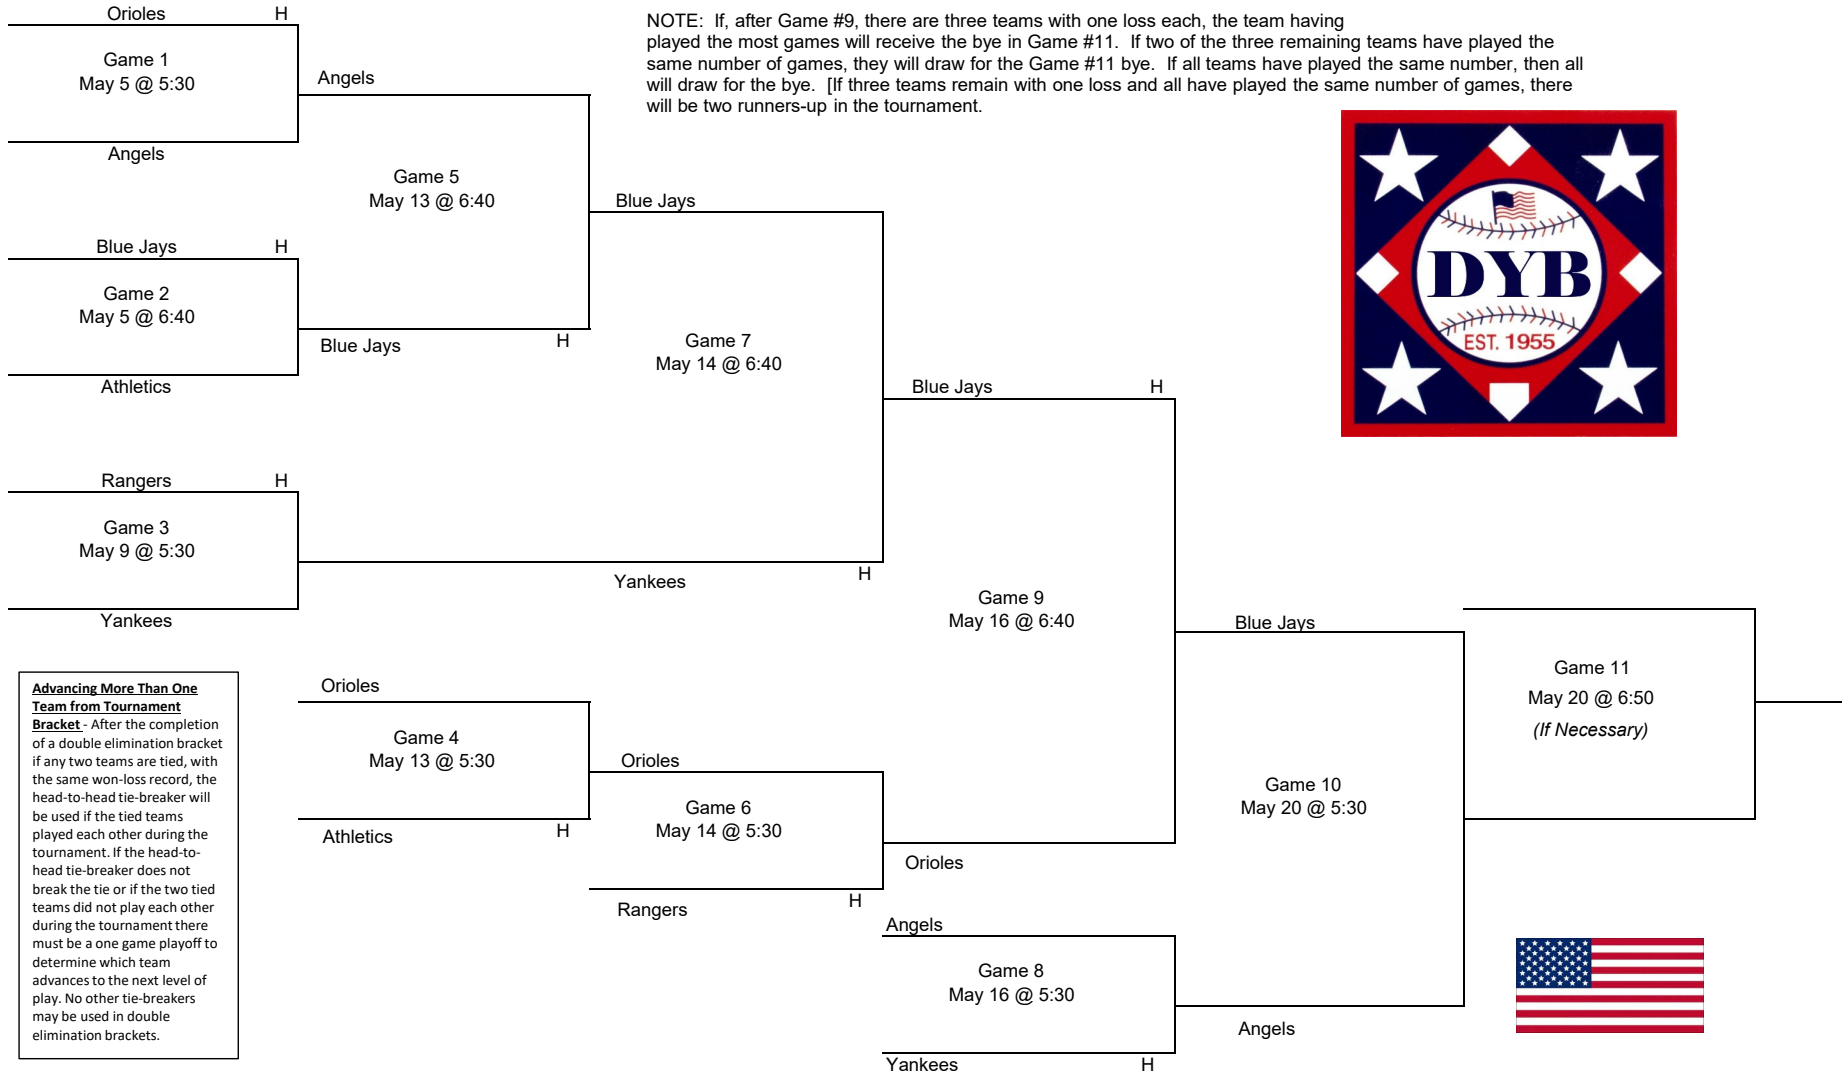 NOTE:  If, after Game #9, there are three teams with one loss each, the team having
played the most games will receive the bye in Game #11.  If two of the three remaining teams have played the
same number of games, they will draw for the Game #11 bye.  If all teams have played the same number, then all
will draw for the bye.  [If three teams remain with one loss and all have played the same number of games, there
will be two runners-up in the tournament.
Orioles H
Game 1
May 5 @ 5:30
Angels
Blue Jays H
Game 2
May 5 @ 6:40
Athletics
Rangers H
Game 3
May 9 @ 5:30
Yankees
Angels
Game 5
May 13 @ 6:40
Blue Jays H
Blue Jays
Game 7
May 14 @ 6:40
Yankees H
Orioles
Game 4
May 13 @ 5:30
Athletics H
Orioles
Game 6
May 14 @ 5:30
Rangers H
Blue Jays H
Game 9
May 16 @ 6:40
Orioles
Angels
Game 8
May 16 @ 5:30
Yankees H
Blue Jays
Game 10
May 20 @ 5:30
Angels
Game 11
May 20 @ 6:50
(If Necessary)
DYB
EST. 1955
Advancing More Than One
Team from Tournament
Bracket - After the completion
of a double elimination bracket
if any two teams are tied, with
the same won-loss record, the
head-to-head tie-breaker will
be used if the tied teams
played each other during the
tournament. If the head-to-
head tie-breaker does not
break the tie or if the two tied
teams did not play each other
during the tournament there
must be a one game playoff to
determine which team
advances to the next level of
play. No other tie-breakers
may be used in double
elimination brackets.